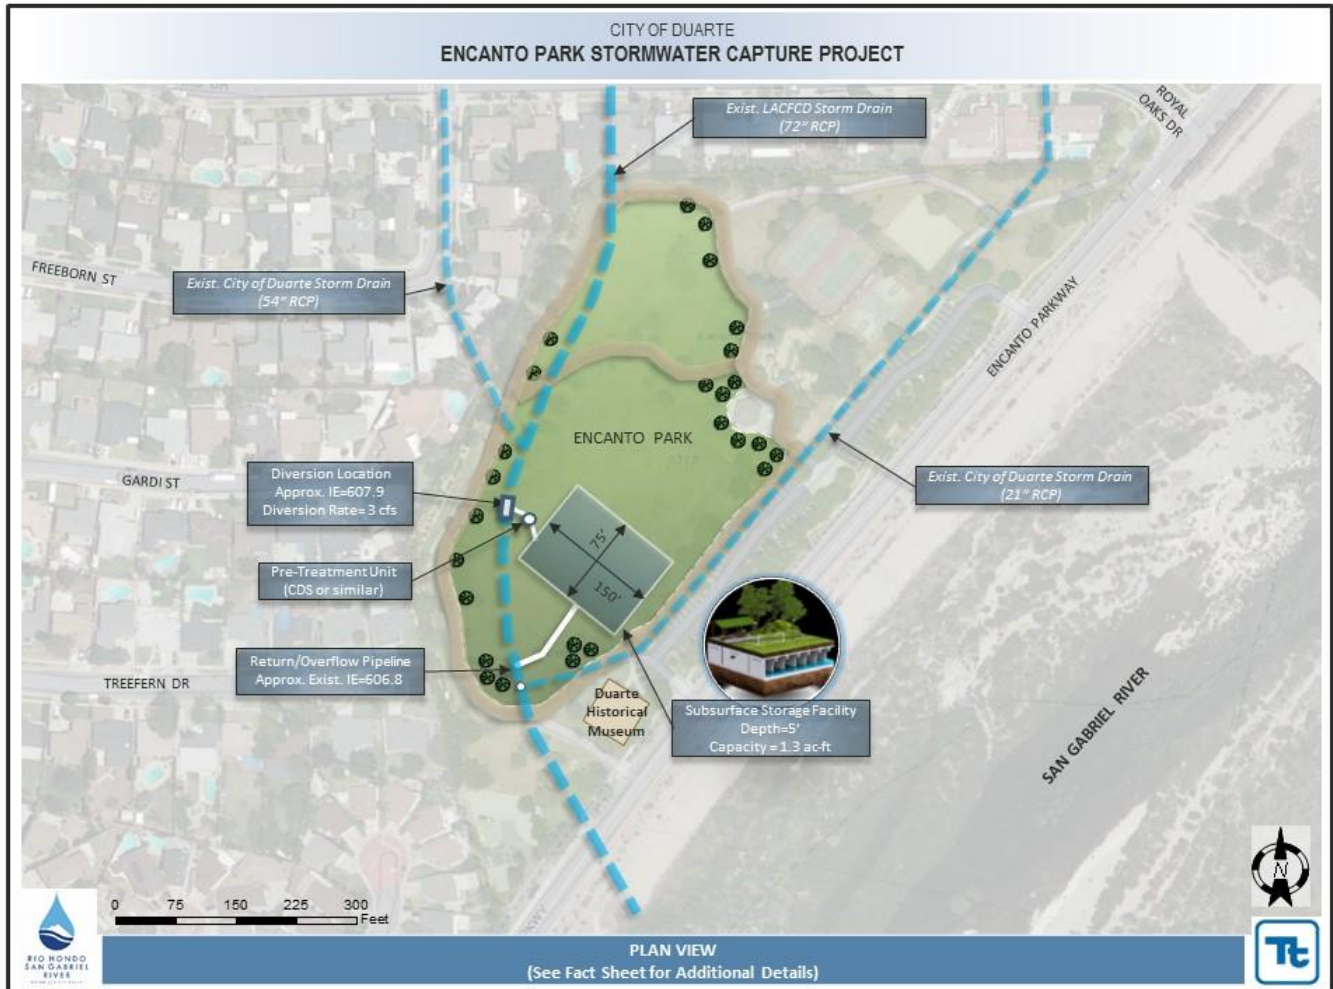 CITY OF DUARTE
ENCANTO PARK STORMWATER CAPTURE PROJECT
Exist. LACFCD Storm Drain
(72" RCP)
ROYAL
OAKS DR
FREEBORN ST
Exist. City of Duarte Storm Drain
(54" RCP)
ENCANTO PARKWAY
ENCANTO PARK
GARDI ST
Diversion Location
Approx. IE=607.9
Diversion Rate= 3 cfs
Exist. City of Duarte Storm Drain
(21" RCP)
75'
150'
Pre-Treatment Unit
(CDS or similar)
Return/Overflow Pipeline
Approx. Exist. IE=606.8
TREEFERN DR
Duarte
Historical
Museum
Subsurface Storage Facility
Depth=5'
Capacity = 1.3 ac-ft
SAN GABRIEL RIVER
N
0 75 150 225 300
Feet
RIO HONDO
SAN GABRIEL
RIVER
PLAN VIEW
(See Fact Sheet for Additional Details)
Tt